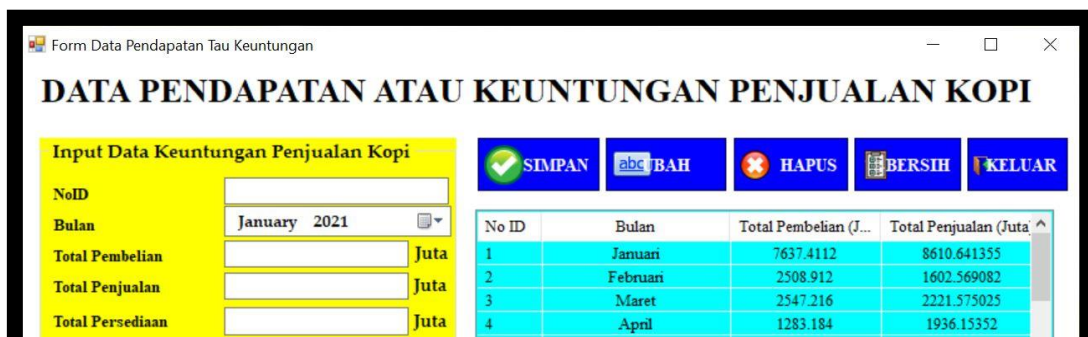 Form Data Pendapatan Tau Keuntungan
DATA PENDAPATAN ATAU KEUNTUNGAN PENJUALAN KOPI
Input Data Keuntungan Penjualan Kopi
NoID
Bulan January 2021
Total Pembelian Juta
Total Penjualan Juta
Total Persediaan Juta
SIMPAN abc UBAH HAPUS BERSIH KELUAR
No ID Bulan Total Pembelian (J... Total Penjualan (Juta)
1 Januari 7637.4112 8610.641355
2 Februari 2508.912 1602.569082
3 Maret 2547.216 2221.575025
4 April 1283.184 1936.15352